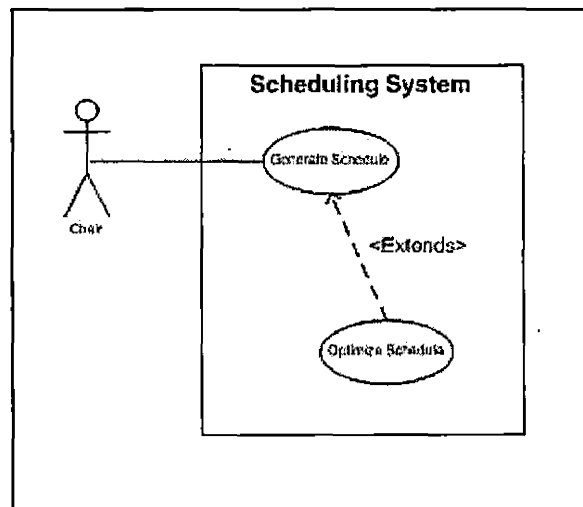 Scheduling System
Generate Schedule
Chair
<Extends>
Optimize Schedule